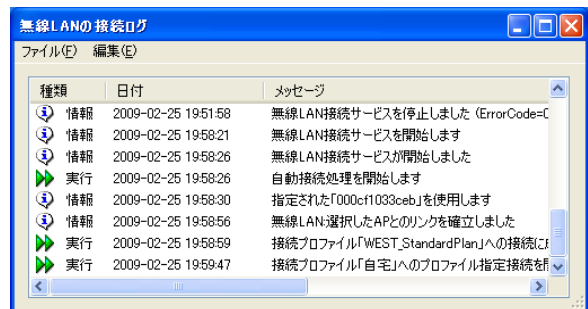 無線LANの接続ログ
ファイル(F) 編集(E)
種類 日付 メッセージ
情報 2009-02-25 19:51:58 無線LAN接続サービスを停止しました (ErrorCode=0
情報 2009-02-25 19:58:21 無線LAN接続サービスを開始します
情報 2009-02-25 19:58:26 無線LAN接続サービスが開始しました
実行 2009-02-25 19:58:26 自動接続処理を開始します
情報 2009-02-25 19:58:30 指定された「000cf1033ceb」を使用します
情報 2009-02-25 19:58:56 無線LAN:選択したAPとのリンクを確立しました
実行 2009-02-25 19:58:59 接続プロファイル「WEST_StandardPlan」への接続に
実行 2009-02-25 19:59:47 接続プロファイル「自宅」へのプロファイル指定接続を